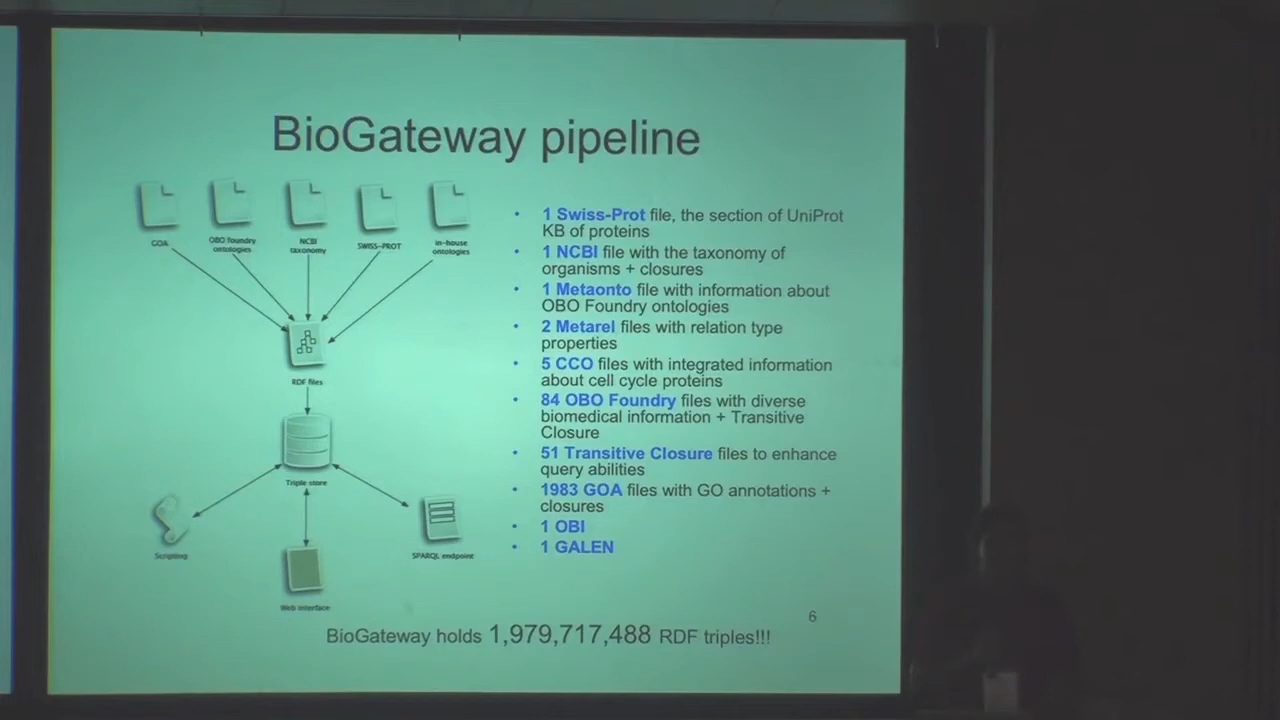 BioGateway pipeline
GOA
OBO foundry
ontologies
NCBI
taxonomy
SWISS-PROT
in-house
ontologies
RDF files
Triple store
Scripting
SPARQL endpoint
Web interface
• 1 Swiss-Prot file, the section of UniProt
KB of proteins
• 1 NCBI file with the taxonomy of
organisms + closures
• 1 Metaonto file with information about
OBO Foundry ontologies
• 2 Metarel files with relation type
properties
• 5 CCO files with integrated information
about cell cycle proteins
• 84 OBO Foundry files with diverse
biomedical information + Transitive
Closure
• 51 Transitive Closure files to enhance
query abilities
• 1983 GOA files with GO annotations +
closures
• 1 OBI
• 1 GALEN
6
BioGateway holds 1,979,717,488 RDF triples!!!